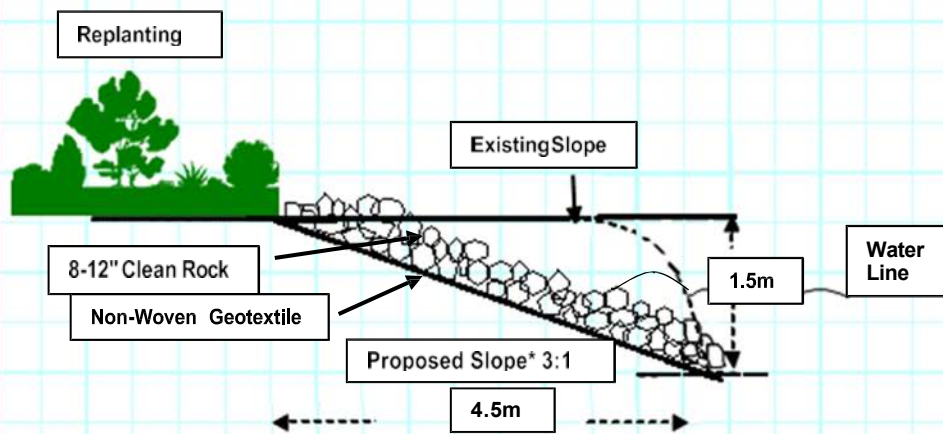 Replanting
ExistingSlope
Water
Line
8-12" Clean Rock
1.5m
Non-Woven Geotextile
Proposed Slope* 3:1
4.5m